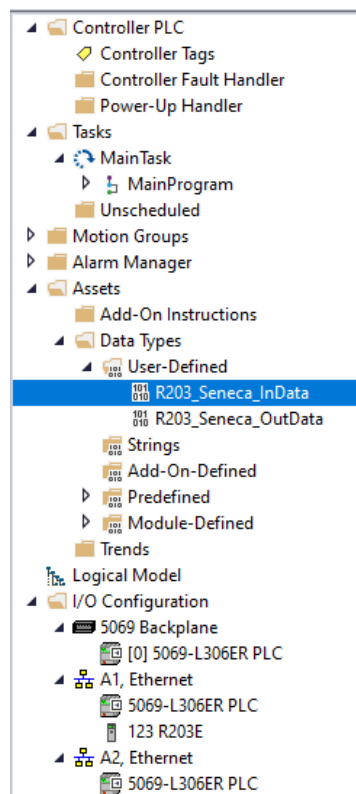 Controller PLC
Controller Tags
Controller Fault Handler
Power-Up Handler
Tasks
MainTask
MainProgram
Unscheduled
Motion Groups
Alarm Manager
Assets
Add-On Instructions
Data Types
User-Defined
R203_Seneca_InData
R203_Seneca_OutData
Strings
Add-On-Defined
Predefined
Module-Defined
Trends
Logical Model
I/O Configuration
5069 Backplane
[0] 5069-L306ER PLC
A1, Ethernet
5069-L306ER PLC
123 R203E
A2, Ethernet
5069-L306ER PLC